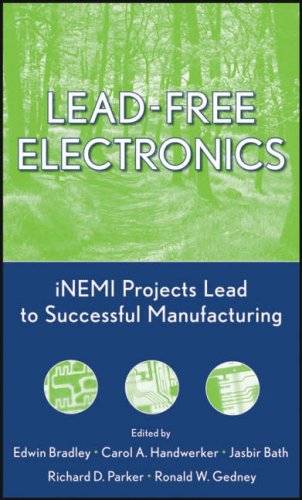 LEAD-FREE
ELECTRONICS
iNEMI Projects Lead
to Successful Manufacturing
Edited by
Edwin Bradley • Carol A. Handwerker • Jasbir Bath
Richard D. Parker • Ronald W. Gedney